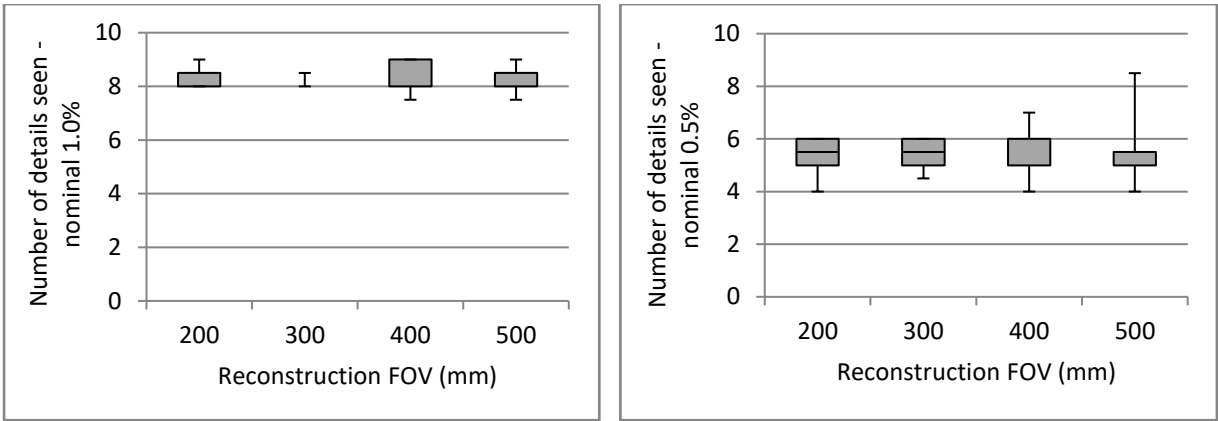 Number of details seen -
nominal 1.0%
10
8
6
4
2
0
200 300 400 500
Reconstruction FOV (mm)
Number of details seen -
nominal 0.5%
10
8
6
4
2
0
200 300 400 500
Reconstruction FOV (mm)